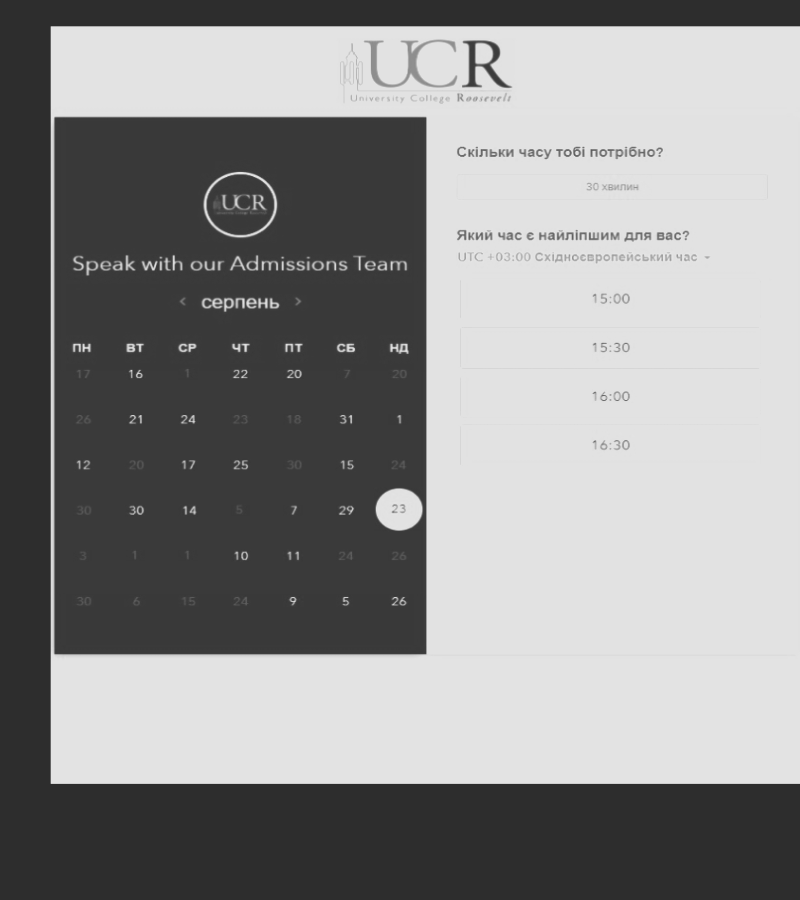 UCR
University College Roosevelt
UCR
Speak with our Admissions Team
‹ серпень ›
ПН ВТ СР ЧТ ПТ СБ НД
17 16 1 22 20 7 20
26 21 24 23 18 31 1
12 20 17 25 30 15 24
30 30 14 5 7 29 23
3 1 1 10 11 24 26
30 6 15 24 9 5 26
Скільки часу тобі потрібно?
30 хвилин
Який час є найліпшим для вас?
UTC +03:00 Східноєвропейський час
15:00
15:30
16:00
16:30